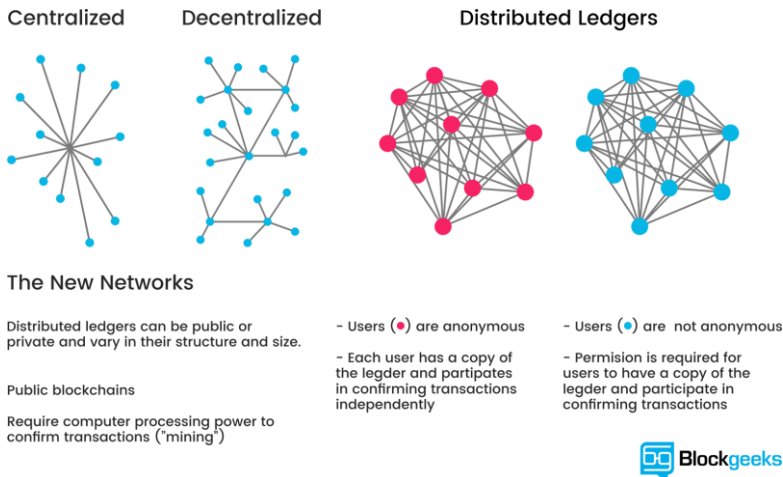 Centralized
Decentralized
Distributed Ledgers
The New Networks
Distributed ledgers can be public or
private and vary in their structure and size.
Public blockchains
Require computer processing power to
confirm transactions ("mining")
- Users (●) are anonymous
- Each user has a copy of
the legder and partipates
in confirming transactions
independently
- Users (●) are not anonymous
- Permision is required for
users to have a copy of the
legder and participate in
confirming transactions
Blockgeeks